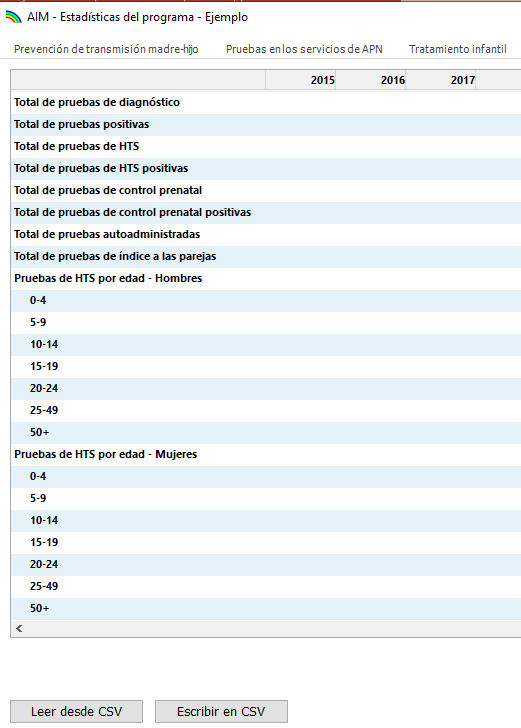 AIM - Estadísticas del programa - Ejemplo
Prevención de transmisión madre-hijo Pruebas en los servicios de APN Tratamiento infantil
2015 2016 2017
Total de pruebas de diagnóstico
Total de pruebas positivas
Total de pruebas de HTS
Total de pruebas de HTS positivas
Total de pruebas de control prenatal
Total de pruebas de control prenatal positivas
Total de pruebas autoadministradas
Total de pruebas de índice a las parejas
Pruebas de HTS por edad - Hombres
0-4
5-9
10-14
15-19
20-24
25-49
50+
Pruebas de HTS por edad - Mujeres
0-4
5-9
10-14
15-19
20-24
25-49
50+
Leer desde CSV Escribir en CSV